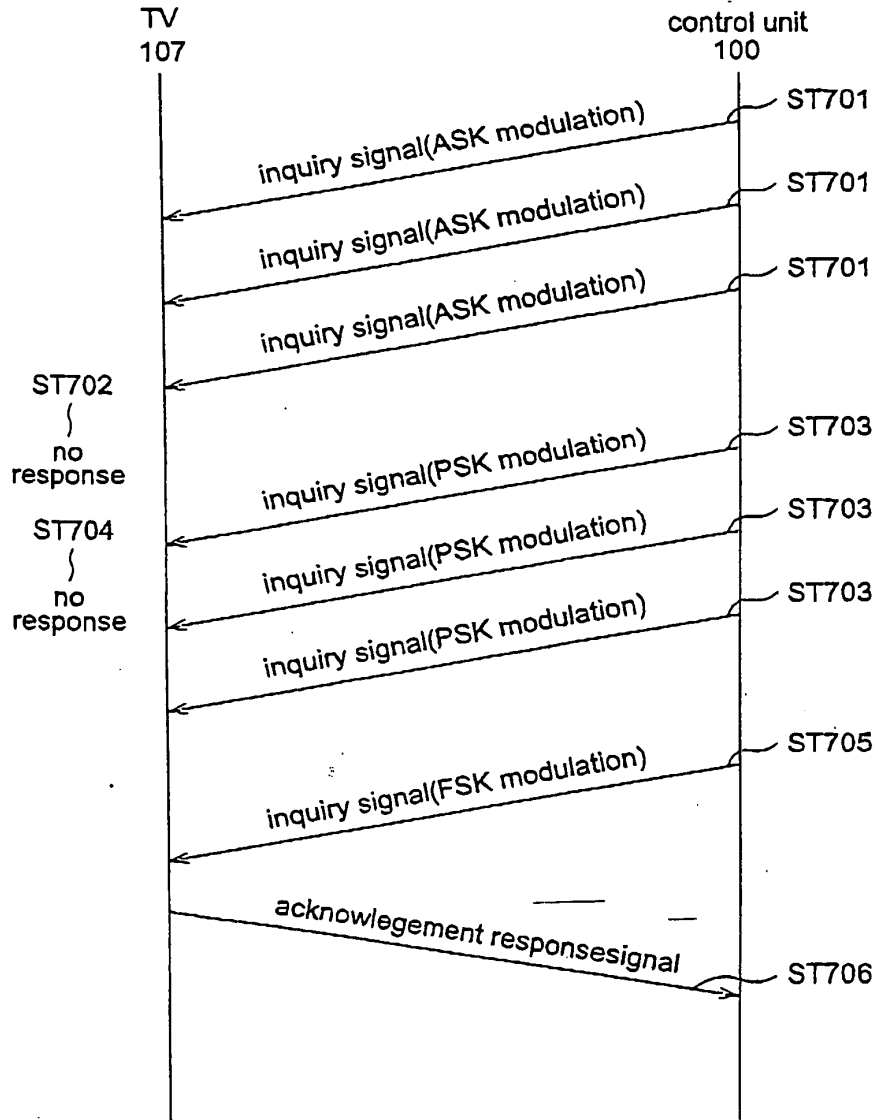 TV
107
control unit
100
inquiry signal(ASK modulation)
ST701
inquiry signal(ASK modulation)
ST701
inquiry signal(ASK modulation)
ST701
ST702
no
response
inquiry signal(PSK modulation)
ST703
ST704
no
response
inquiry signal(PSK modulation)
ST703
inquiry signal(PSK modulation)
ST703
inquiry signal(FSK modulation)
ST705
acknowlegement responsesignal
ST706